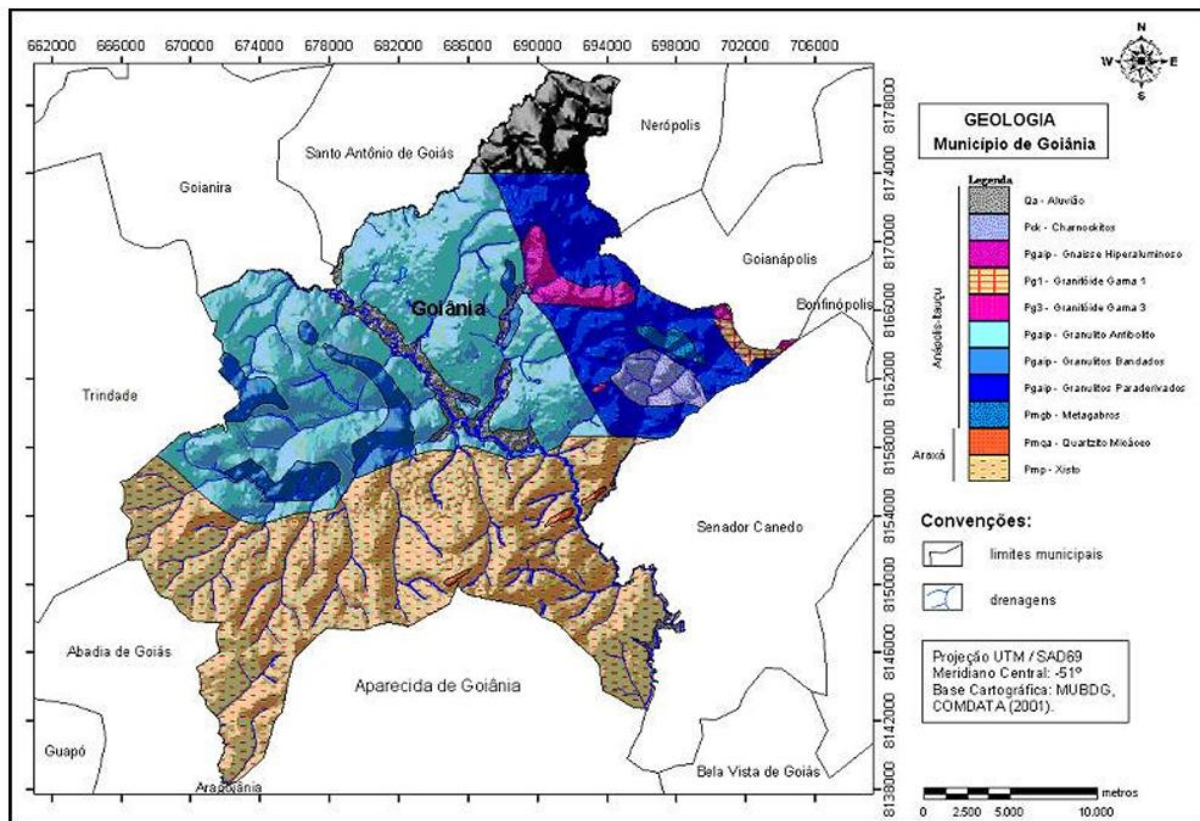 N
W E
S
662000 666000 670000 674000 678000 682000 686000 690000 694000 698000 702000 706000
8178000
8174000
8170000
8166000
8162000
8158000
8154000
8150000
8146000
8142000
8138000
Nerópolis
Santo Antônio de Goiás
Goianira
Goianápolis
Bonfinópolis
Goiânia
Trindade
Senador Canedo
Abadia de Goiás
Aparecida de Goiânia
Guapó
Bela Vista de Goiás
Aragoiânia
GEOLOGIA
Município de Goiânia
Legenda
Anápolis-Itauçu
Qa - Aluvião
Pck - Charnockitos
Pgaip - Gnaisse Hiperaluminoso
Pg1 - Granitóide Gama 1
Pg3 - Granitóide Gama 3
Pgaip - Granulito Anfibolito
Pgaip - Granulitos Bandados
Pgaip - Granulitos Paraderivados
Pmgb - Metagabros
Araxá
Pmqa - Quartzito Micáceo
Pmp - Xisto
Convenções:
limites municipais
drenagens
Projeção UTM / SAD69
Meridiano Central: -51º
Base Cartográfica: MUBDG,
COMDATA (2001).
metros
0 2.500 5.000 10.000